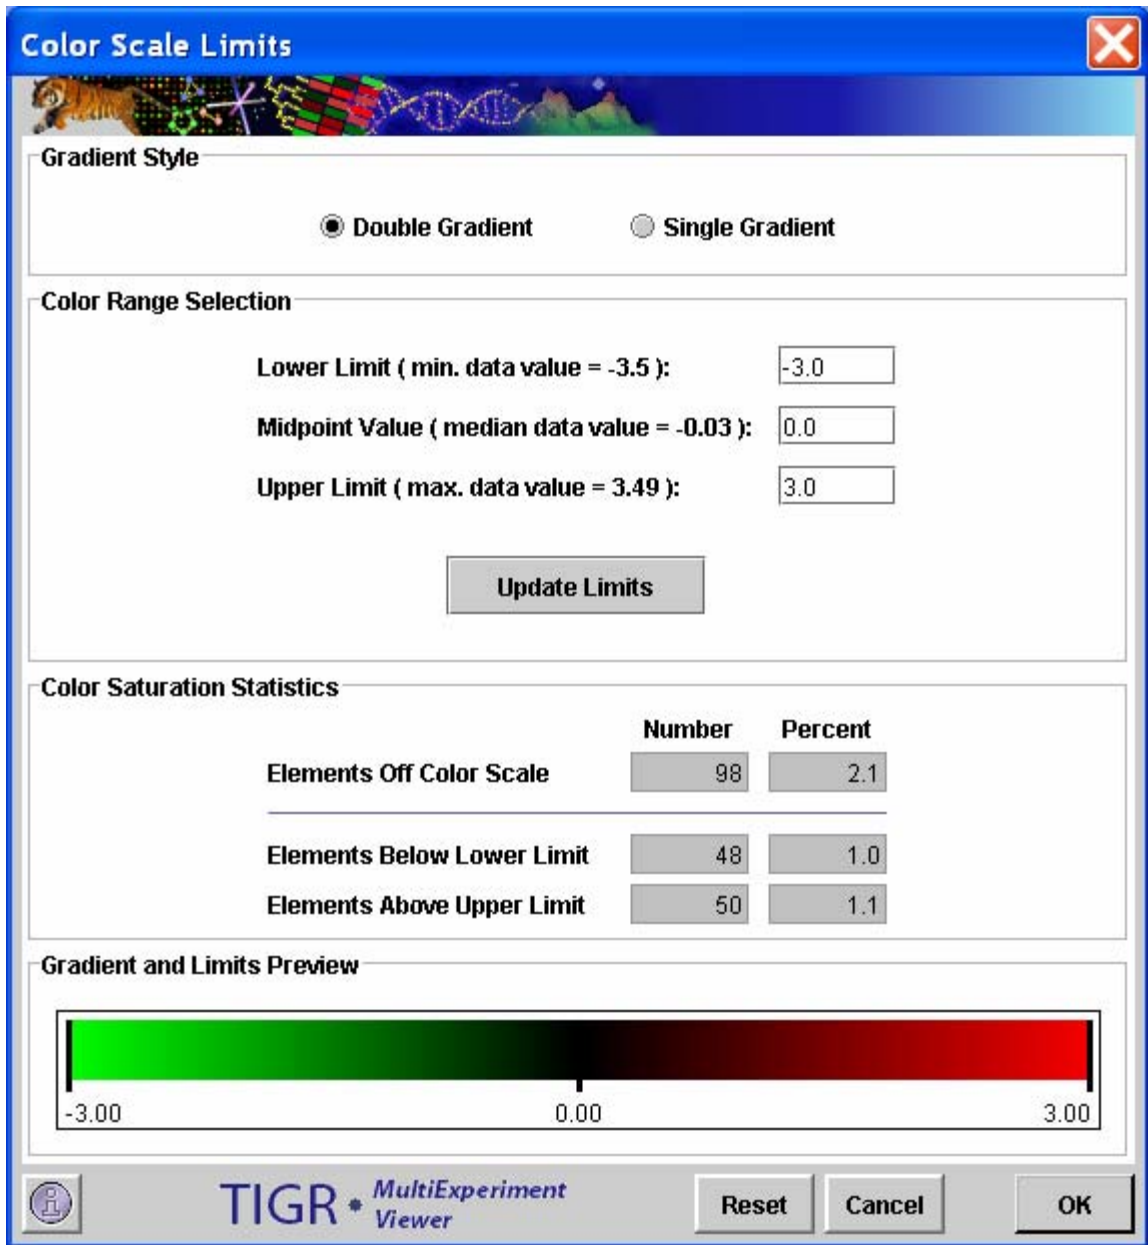 Color Scale Limits
Gradient Style
Double Gradient Single Gradient
Color Range Selection
Lower Limit ( min. data value = -3.5 ): -3.0
Midpoint Value ( median data value = -0.03 ): 0.0
Upper Limit ( max. data value = 3.49 ): 3.0
Update Limits
Color Saturation Statistics
Number Percent
Elements Off Color Scale 98 2.1
Elements Below Lower Limit 48 1.0
Elements Above Upper Limit 50 1.1
Gradient and Limits Preview
-3.00 0.00 3.00
TIGR • MultiExperiment
Viewer
Reset Cancel OK